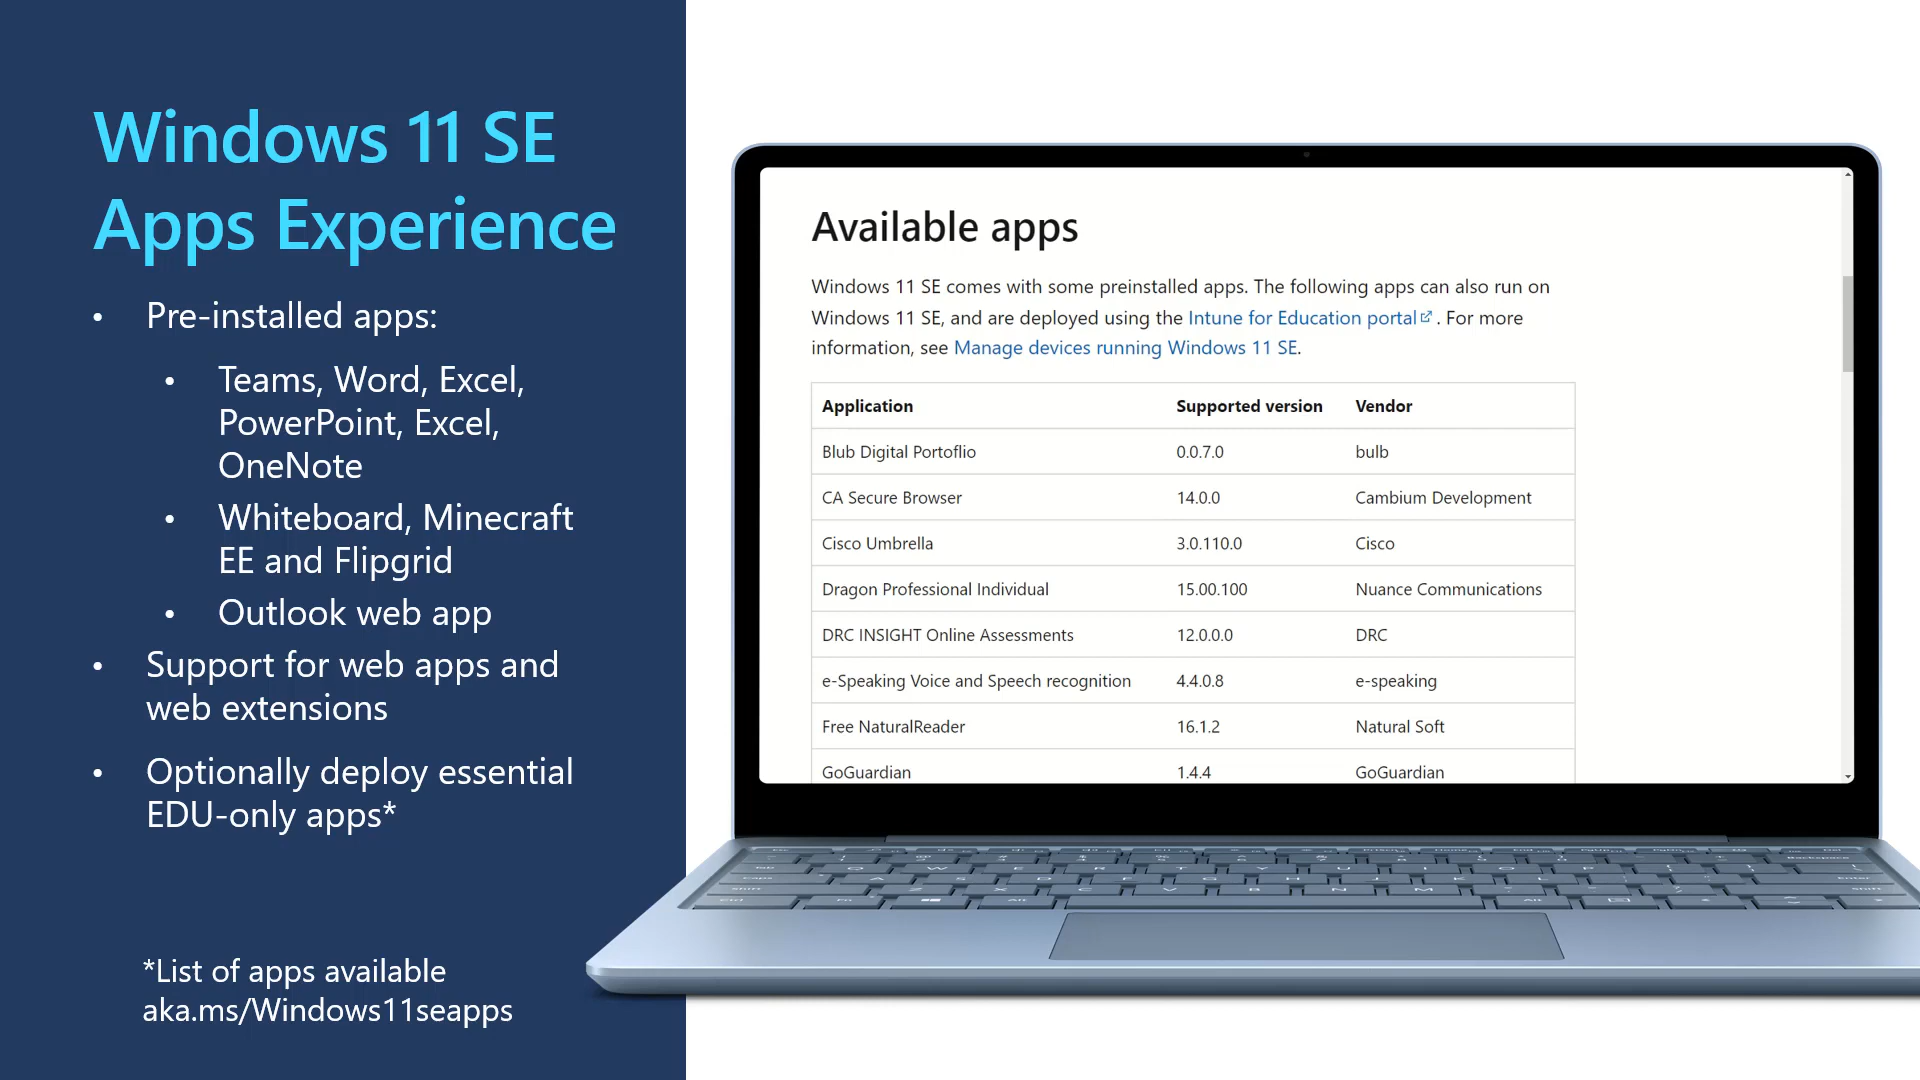 Windows 11 SE
Apps Experience
• Pre-installed apps:
• Teams, Word, Excel,
PowerPoint, Excel,
OneNote
• Whiteboard, Minecraft
EE and Flipgrid
• Outlook web app
• Support for web apps and
web extensions
• Optionally deploy essential
EDU-only apps*
*List of apps available
aka.ms/Windows11seapps
Available apps
Windows 11 SE comes with some preinstalled apps. The following apps can also run on
Windows 11 SE, and are deployed using the Intune for Education portal. For more
information, see Manage devices running Windows 11 SE.
Application Supported version Vendor
Blub Digital Portoflio 0.0.7.0 bulb
CA Secure Browser 14.0.0 Cambium Development
Cisco Umbrella 3.0.110.0 Cisco
Dragon Professional Individual 15.00.100 Nuance Communications
DRC INSIGHT Online Assessments 12.0.0.0 DRC
e-Speaking Voice and Speech recognition 4.4.0.8 e-speaking
Free NaturalReader 16.1.2 Natural Soft
GoGuardian 1.4.4 GoGuardian